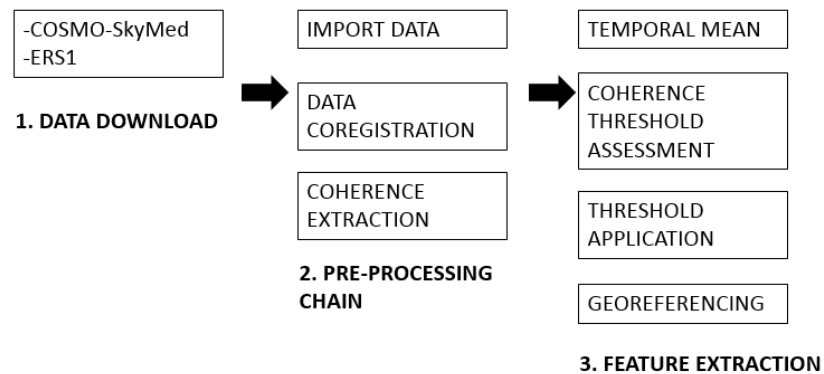 -COSMO-SkyMed
-ERS1
1. DATA DOWNLOAD
IMPORT DATA
DATA
COREGISTRATION
COHERENCE
EXTRACTION
2. PRE-PROCESSING
CHAIN
TEMPORAL MEAN
COHERENCE
THRESHOLD
ASSESSMENT
THRESHOLD
APPLICATION
GEOREFERENCING
3. FEATURE EXTRACTION